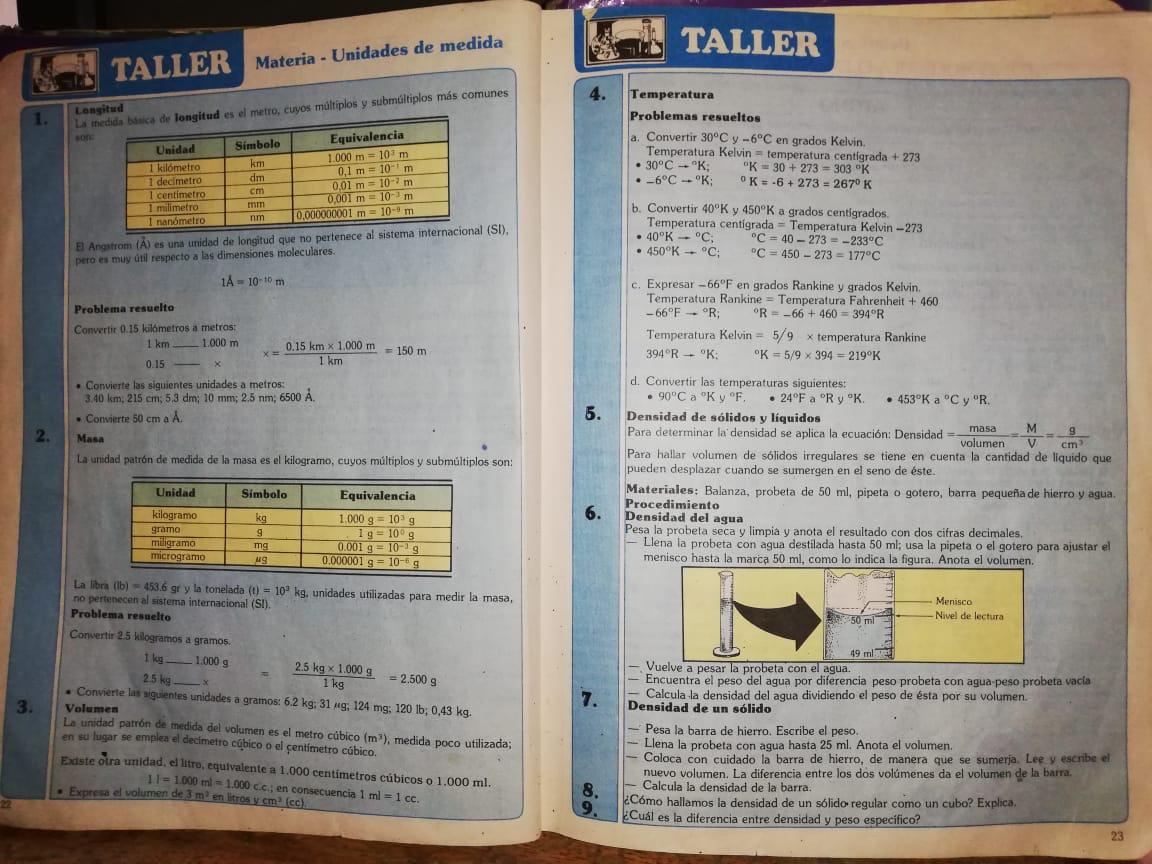 TALLER
Materia - Unidades de medida
1.
Longitud
La medida básica de longitud es el metro, cuyos múltiplos y submúltiplos más comunes
son:
Unidad Símbolo Equivalencia
1 kilómetro km 1.000 m = 10³ m
1 decímetro dm 0,1 m = 10⁻¹ m
1 centímetro cm 0,01 m = 10⁻² m
1 milímetro mm 0,001 m = 10⁻³ m
1 nanómetro nm 0,000000001 m = 10⁻⁹ m
El Angstrom (Å) es una unidad de longitud que no pertenece al sistema internacional (SI),
pero es muy útil respecto a las dimensiones moleculares.
1Å = 10⁻¹⁰ m
Problema resuelto
Convertir 0.15 kilómetros a metros:
1 km ____ 1.000 m
0.15 ____ ×
× = 0.15 km × 1.000 m / 1 km = 150 m
• Convierte las siguientes unidades a metros:
3.40 km; 215 cm; 5.3 dm; 10 mm; 2.5 nm; 6500 Å.
• Convierte 50 cm a Å.
2.
Masa
La unidad patrón de medida de la masa es el kilogramo, cuyos múltiplos y submúltiplos son:
Unidad Símbolo Equivalencia
kilogramo kg 1.000 g = 10³ g
gramo g 1 g = 10⁰ g
miligramo mg 0.001 g = 10⁻³ g
microgramo µg 0.000001 g = 10⁻⁶ g
La libra (lb) = 453.6 gr y la tonelada (t) = 10³ kg, unidades utilizadas para medir la masa,
no pertenecen al sistema internacional (SI).
Problema resuelto
Convertir 2.5 kilogramos a gramos.
1 kg ____ 1.000 g
2.5 kg ____ ×
= 2.5 kg × 1.000 g / 1 kg = 2.500 g
• Convierte las siguientes unidades a gramos: 6.2 kg; 31 µg; 124 mg; 120 lb; 0,43 kg.
3.
Volumen
La unidad patrón de medida del volumen es el metro cúbico (m³), medida poco utilizada;
en su lugar se emplea el decímetro cúbico o el centímetro cúbico.
Existe otra unidad, el litro, equivalente a 1.000 centímetros cúbicos o 1.000 ml.
1 l = 1.000 ml = 1.000 c.c.; en consecuencia 1 ml = 1 cc.
• Expresa el volumen de 3 m³ en litros y cm³ (cc).
22
TALLER
4.
Temperatura
Problemas resueltos
a. Convertir 30°C y –6°C en grados Kelvin.
Temperatura Kelvin = temperatura centígrada + 273
• 30°C → °K; °K = 30 + 273 = 303 °K
• –6°C → °K; °K = -6 + 273 = 267° K
b. Convertir 40°K y 450°K a grados centígrados.
Temperatura centígrada = Temperatura Kelvin –273
• 40°K → °C; °C = 40 – 273 = –233°C
• 450°K → °C; °C = 450 - 273 = 177°C
c. Expresar –66°F en grados Rankine y grados Kelvin.
Temperatura Rankine = Temperatura Fahrenheit + 460
–66°F → °R; °R = –66 + 460 = 394°R
Temperatura Kelvin = 5/9 × temperatura Rankine
394°R → °K; °K = 5/9 × 394 = 219°K
d. Convertir las temperaturas siguientes:
• 90°C a °K y °F. • 24°F a °R y °K. • 453°K a °C y °R.
5.
Densidad de sólidos y líquidos
Para determinar la densidad se aplica la ecuación: Densidad = masa / volumen = M / V = g / cm³
Para hallar volumen de sólidos irregulares se tiene en cuenta la cantidad de líquido que
pueden desplazar cuando se sumergen en el seno de éste.
Materiales: Balanza, probeta de 50 ml, pipeta o gotero, barra pequeña de hierro y agua.
Procedimiento
6.
Densidad del agua
Pesa la probeta seca y limpia y anota el resultado con dos cifras decimales.
— Llena la probeta con agua destilada hasta 50 ml; usa la pipeta o el gotero para ajustar el
menisco hasta la marca 50 ml, como lo indica la figura. Anota el volumen.
Menisco
Nivel de lectura
50 ml
49 ml
— Vuelve a pesar la probeta con el agua.
— Encuentra el peso del agua por diferencia peso probeta con agua-peso probeta vacía
— Calcula la densidad del agua dividiendo el peso de ésta por su volumen.
7.
Densidad de un sólido
— Pesa la barra de hierro. Escribe el peso.
— Llena la probeta con agua hasta 25 ml. Anota el volumen.
— Coloca con cuidado la barra de hierro, de manera que se sumerja. Lee y escribe el
nuevo volumen. La diferencia entre los dos volúmenes da el volumen de la barra.
— Calcula la densidad de la barra.
8.
¿Cómo hallamos la densidad de un sólido regular como un cubo? Explica.
9.
¿Cuál es la diferencia entre densidad y peso específico?
23